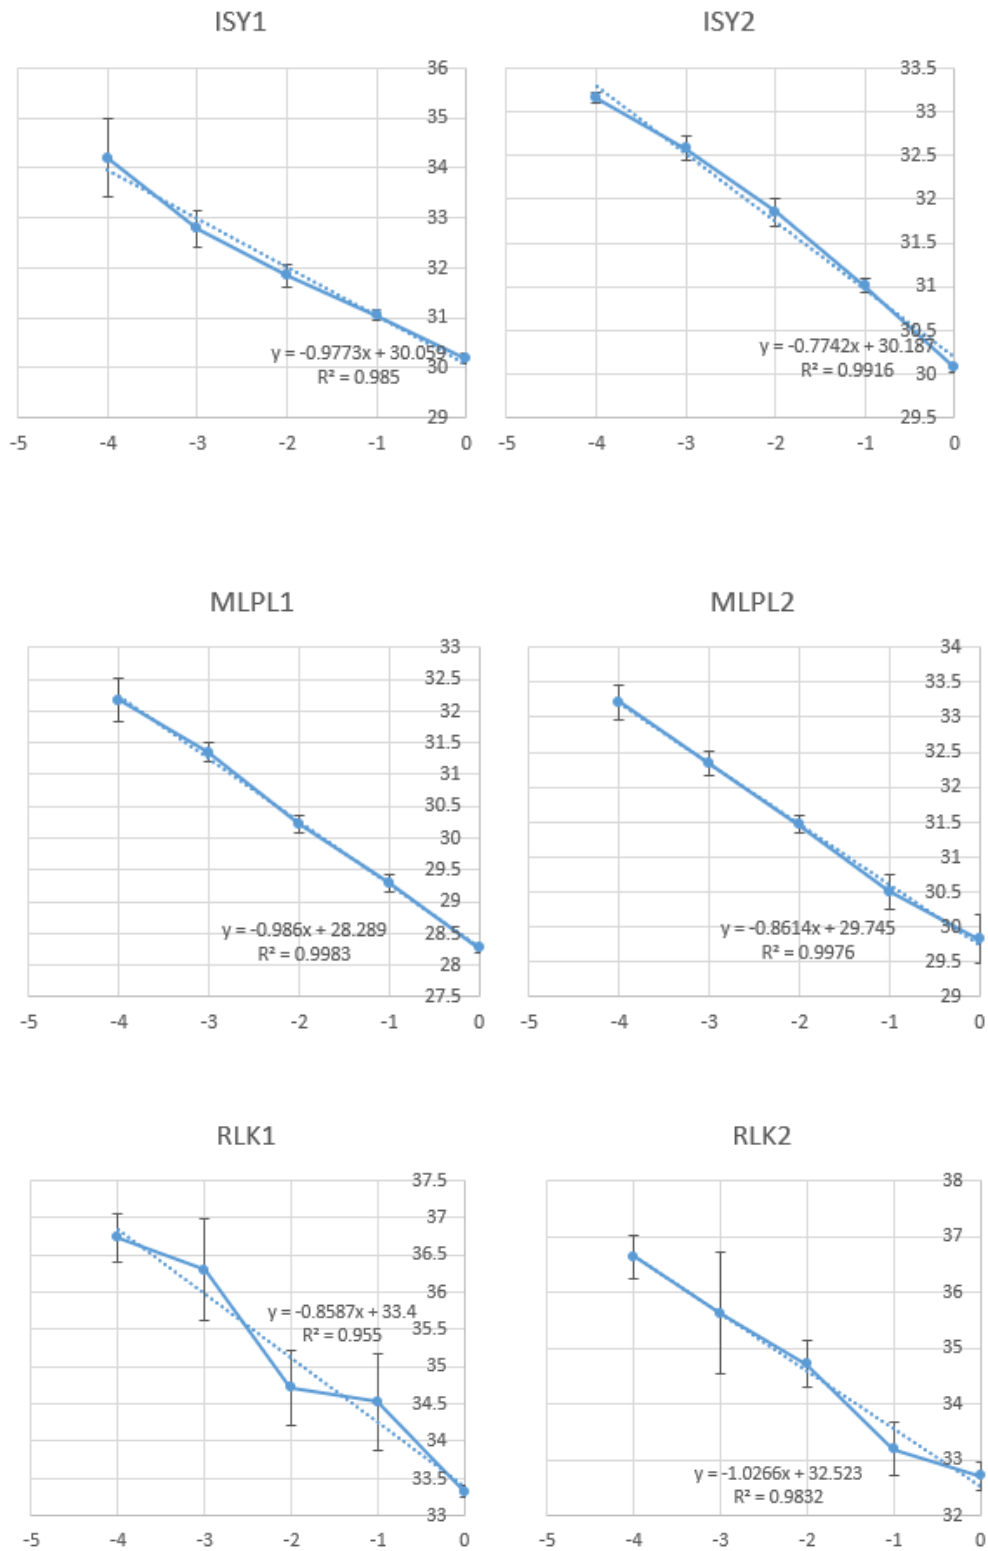 ISY1
36
35
34
33
32
31
30
29
y = -0.9773x + 30.059
R² = 0.985
-5 -4 -3 -2 -1 0
ISY2
33.5
33
32.5
32
31.5
31
30.5
30
29.5
y = -0.7742x + 30.187
R² = 0.9916
-5 -4 -3 -2 -1 0
MLPL1
33
32.5
32
31.5
31
30.5
30
29.5
29
28.5
28
27.5
y = -0.986x + 28.289
R² = 0.9983
-5 -4 -3 -2 -1 0
MLPL2
34
33.5
33
32.5
32
31.5
31
30.5
30
29.5
29
y = -0.8614x + 29.745
R² = 0.9976
-5 -4 -3 -2 -1 0
RLK1
37.5
37
36.5
36
35.5
35
34.5
34
33.5
33
y = -0.8587x + 33.4
R² = 0.955
-5 -4 -3 -2 -1 0
RLK2
38
37
36
35
34
33
32
y = -1.0266x + 32.523
R² = 0.9832
-5 -4 -3 -2 -1 0